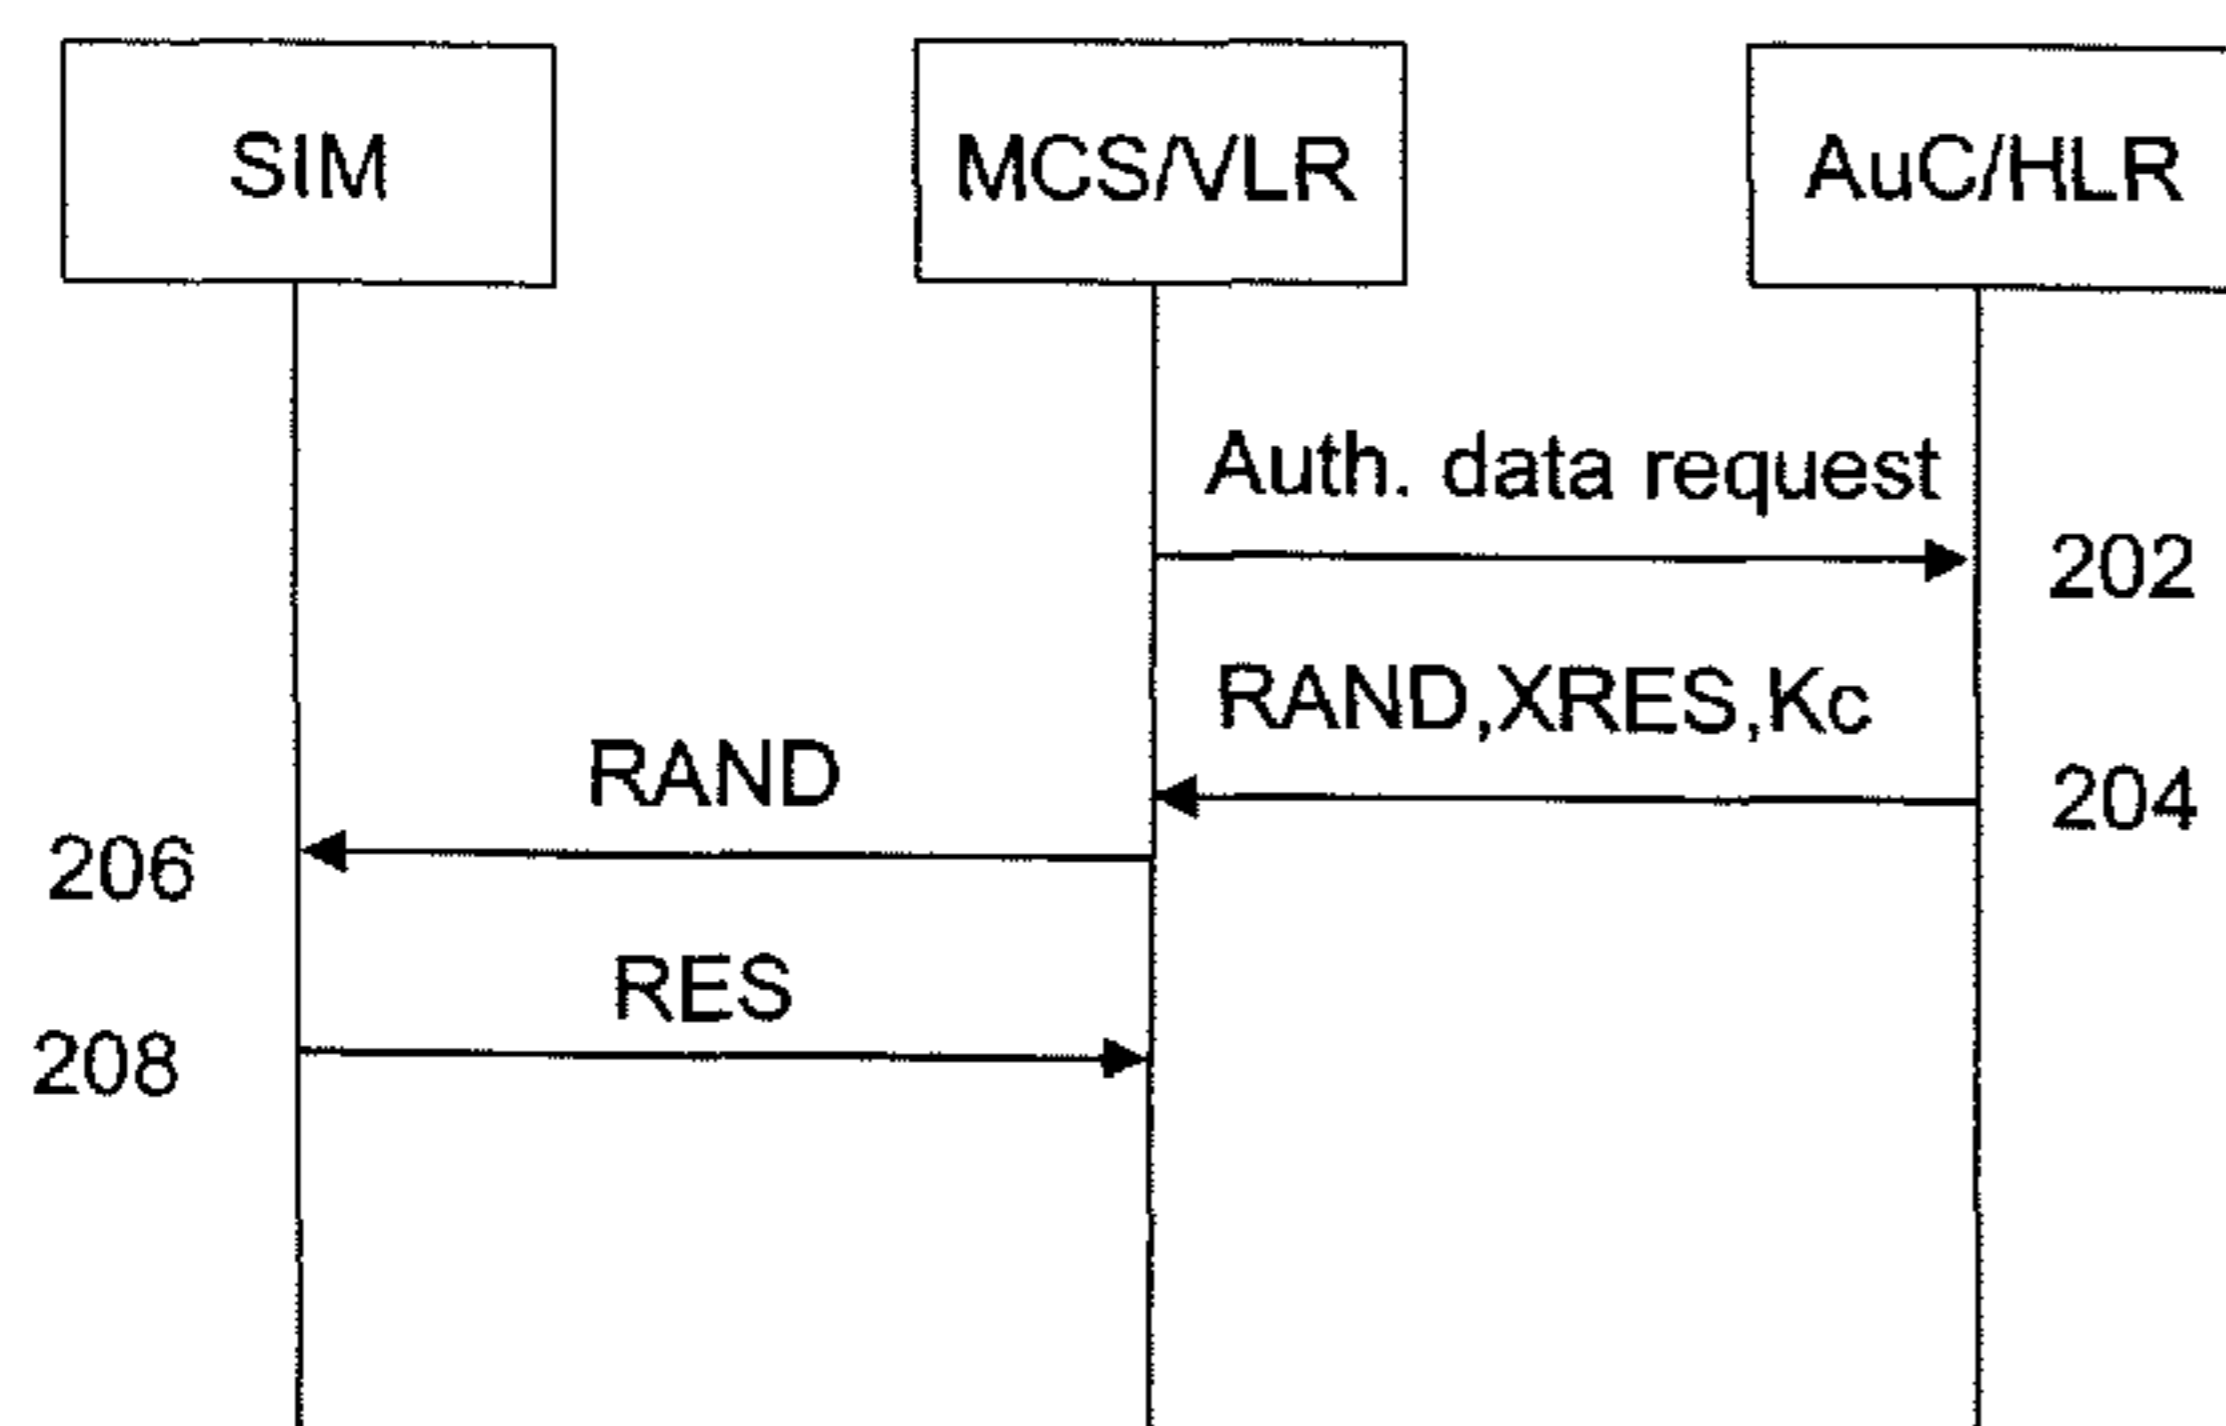 SIM
MCS/VLR
AuC/HLR
Auth. data request
202
RAND,XRES,Kc
204
RAND
206
RES
208